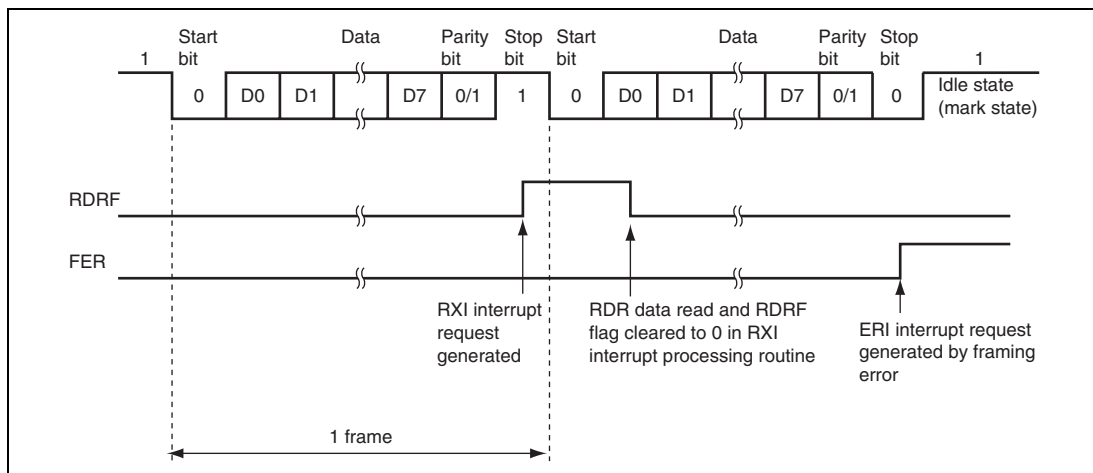 1
Start
bit
Data
Parity
bit
Stop
bit
Start
bit
Data
Parity
bit
Stop
bit
1
0
D0
D1
D7
0/1
1
0
D0
D1
D7
0/1
0
Idle state
(mark state)
RDRF
FER
RXI interrupt
request
generated
RDR data read and RDRF
flag cleared to 0 in RXI
interrupt processing routine
ERI interrupt request
generated by framing
error
1 frame